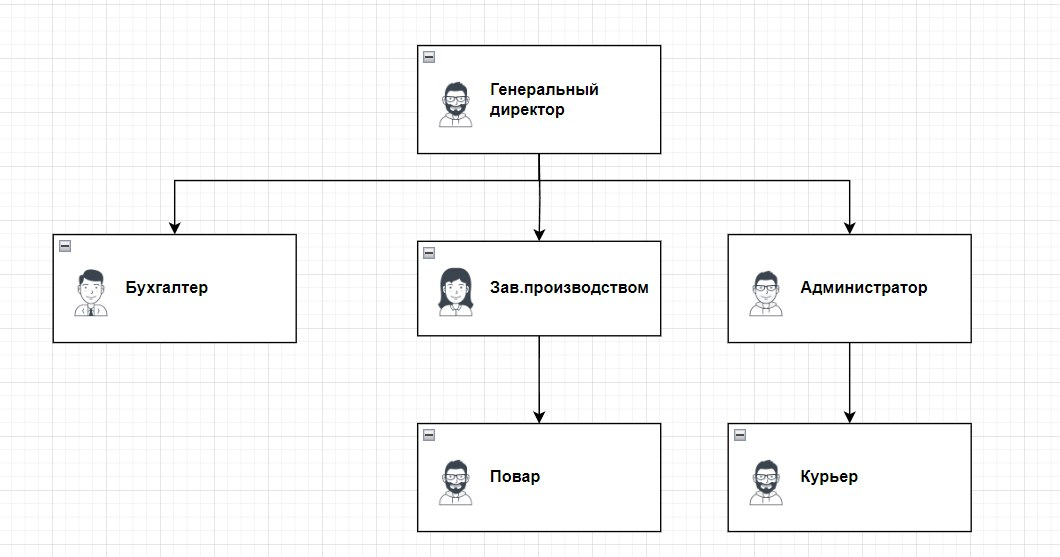 Генеральный
директор
Бухгалтер
Зав.производством
Администратор
Повар
Курьер